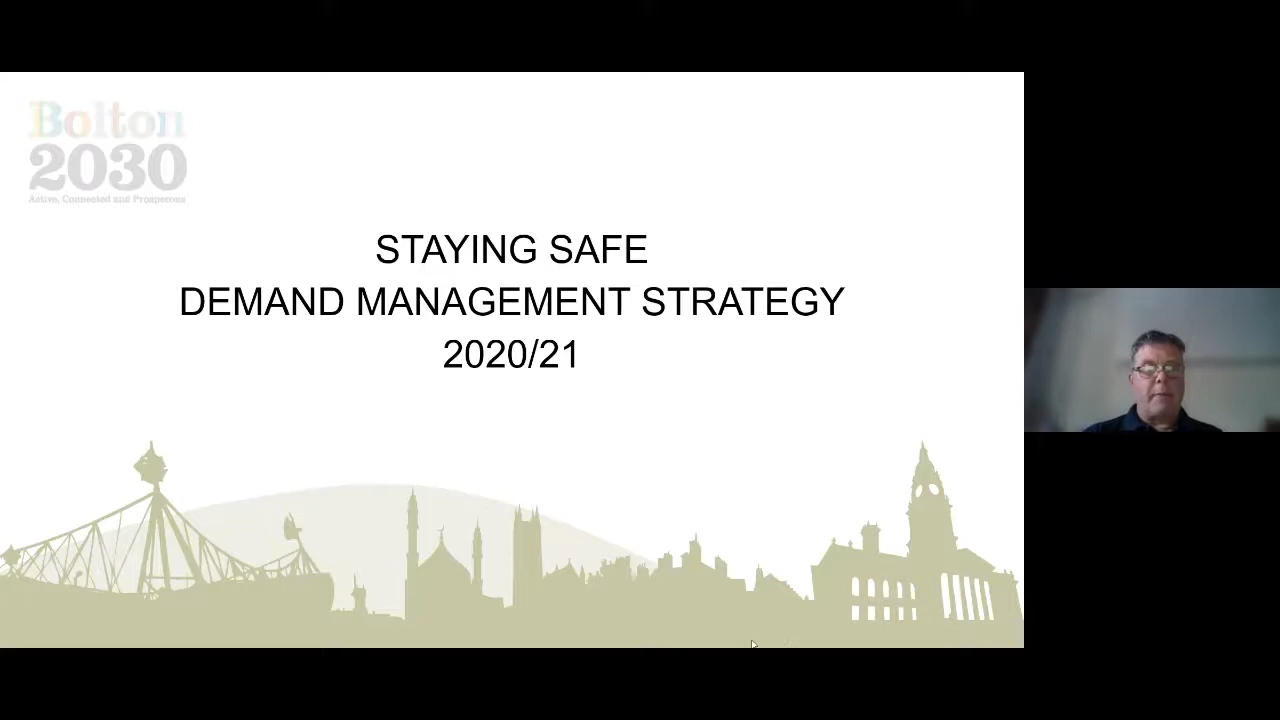 Bolton
2030
Active, Connected and Prosperous
STAYING SAFE
DEMAND MANAGEMENT STRATEGY
2020/21